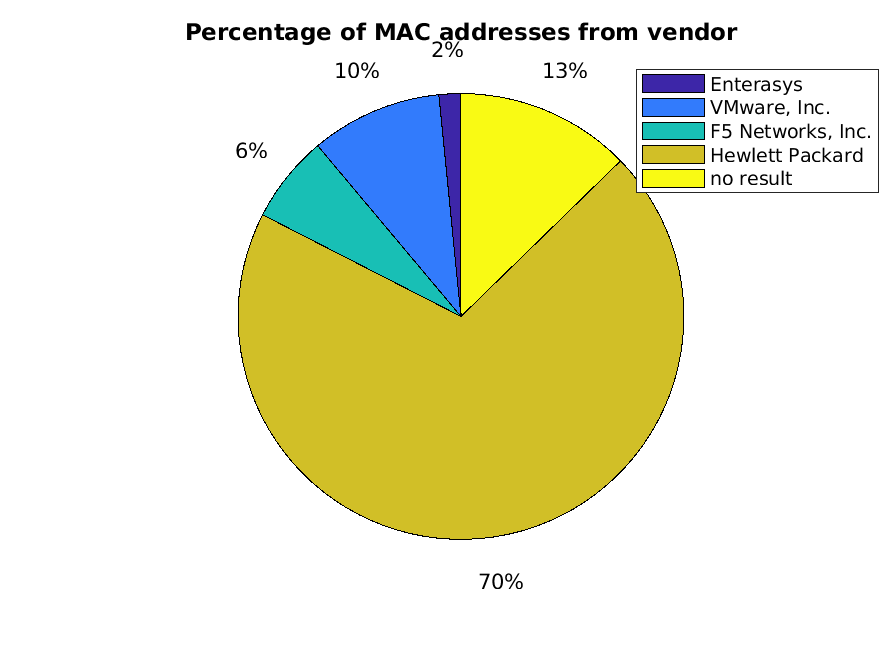 Percentage of MAC addresses from vendor
2%
10%
13%
6%
70%
Enterasys
VMware, Inc.
F5 Networks, Inc.
Hewlett Packard
no result